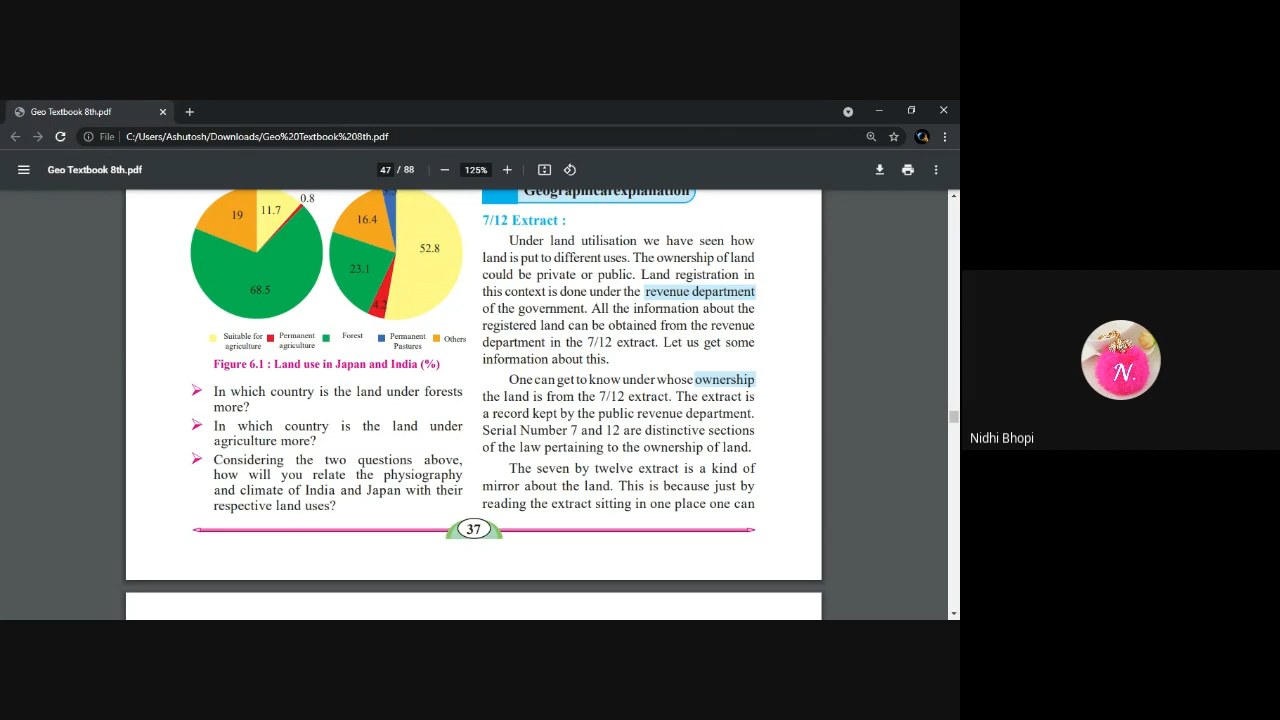 Geo Textbook 8th.pdf
File
C:/Users/Ashutosh/Downloads/Geo%20Textbook%208th.pdf
Geo Textbook 8th.pdf
47 / 88
125%
19
11.7
0.8
68.5
16.4
52.8
23.1
4.2
Suitable for agriculture
Permanent agriculture
Forest
Permanent Pastures
Others
Figure 6.1 : Land use in Japan and India (%)
In which country is the land under forests
more?
In which country is the land under
agriculture more?
Considering the two questions above,
how will you relate the physiography
and climate of India and Japan with their
respective land uses?
Geographical explanation
7/12 Extract :
Under land utilisation we have seen how
land is put to different uses. The ownership of land
could be private or public. Land registration in
this context is done under the revenue department
of the government. All the information about the
registered land can be obtained from the revenue
department in the 7/12 extract. Let us get some
information about this.
One can get to know under whose ownership
the land is from the 7/12 extract. The extract is
a record kept by the public revenue department.
Serial Number 7 and 12 are distinctive sections
of the law pertaining to the ownership of land.
The seven by twelve extract is a kind of
mirror about the land. This is because just by
reading the extract sitting in one place one can
37
N.
Nidhi Bhopi